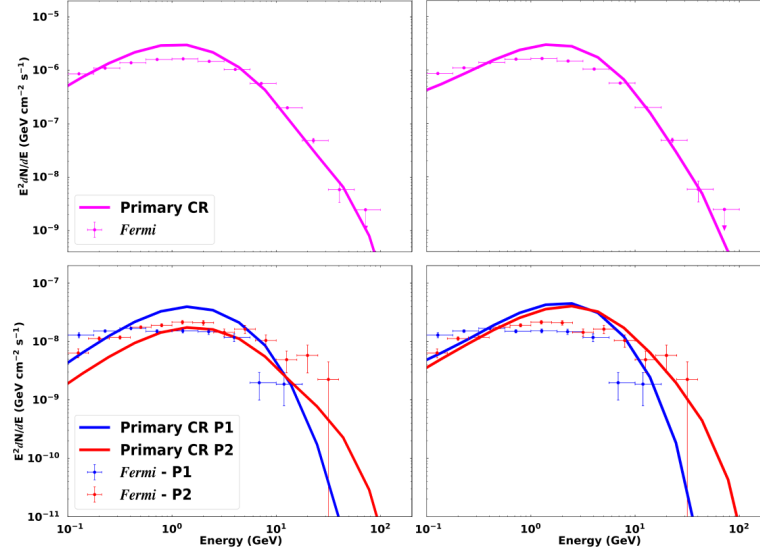 10⁻⁵
10⁻⁶
10⁻⁷
10⁻⁸
10⁻⁹
E²dN/dE (GeV cm⁻² s⁻¹)
Primary CR
Fermi
10⁻⁷
10⁻⁸
10⁻⁹
10⁻¹⁰
10⁻¹¹
E²dN/dE (GeV cm⁻² s⁻¹)
Primary CR P1
Primary CR P2
Fermi - P1
Fermi - P2
10⁻¹ 10⁰ 10¹ 10²
Energy (GeV)
10⁻¹ 10⁰ 10¹ 10²
Energy (GeV)